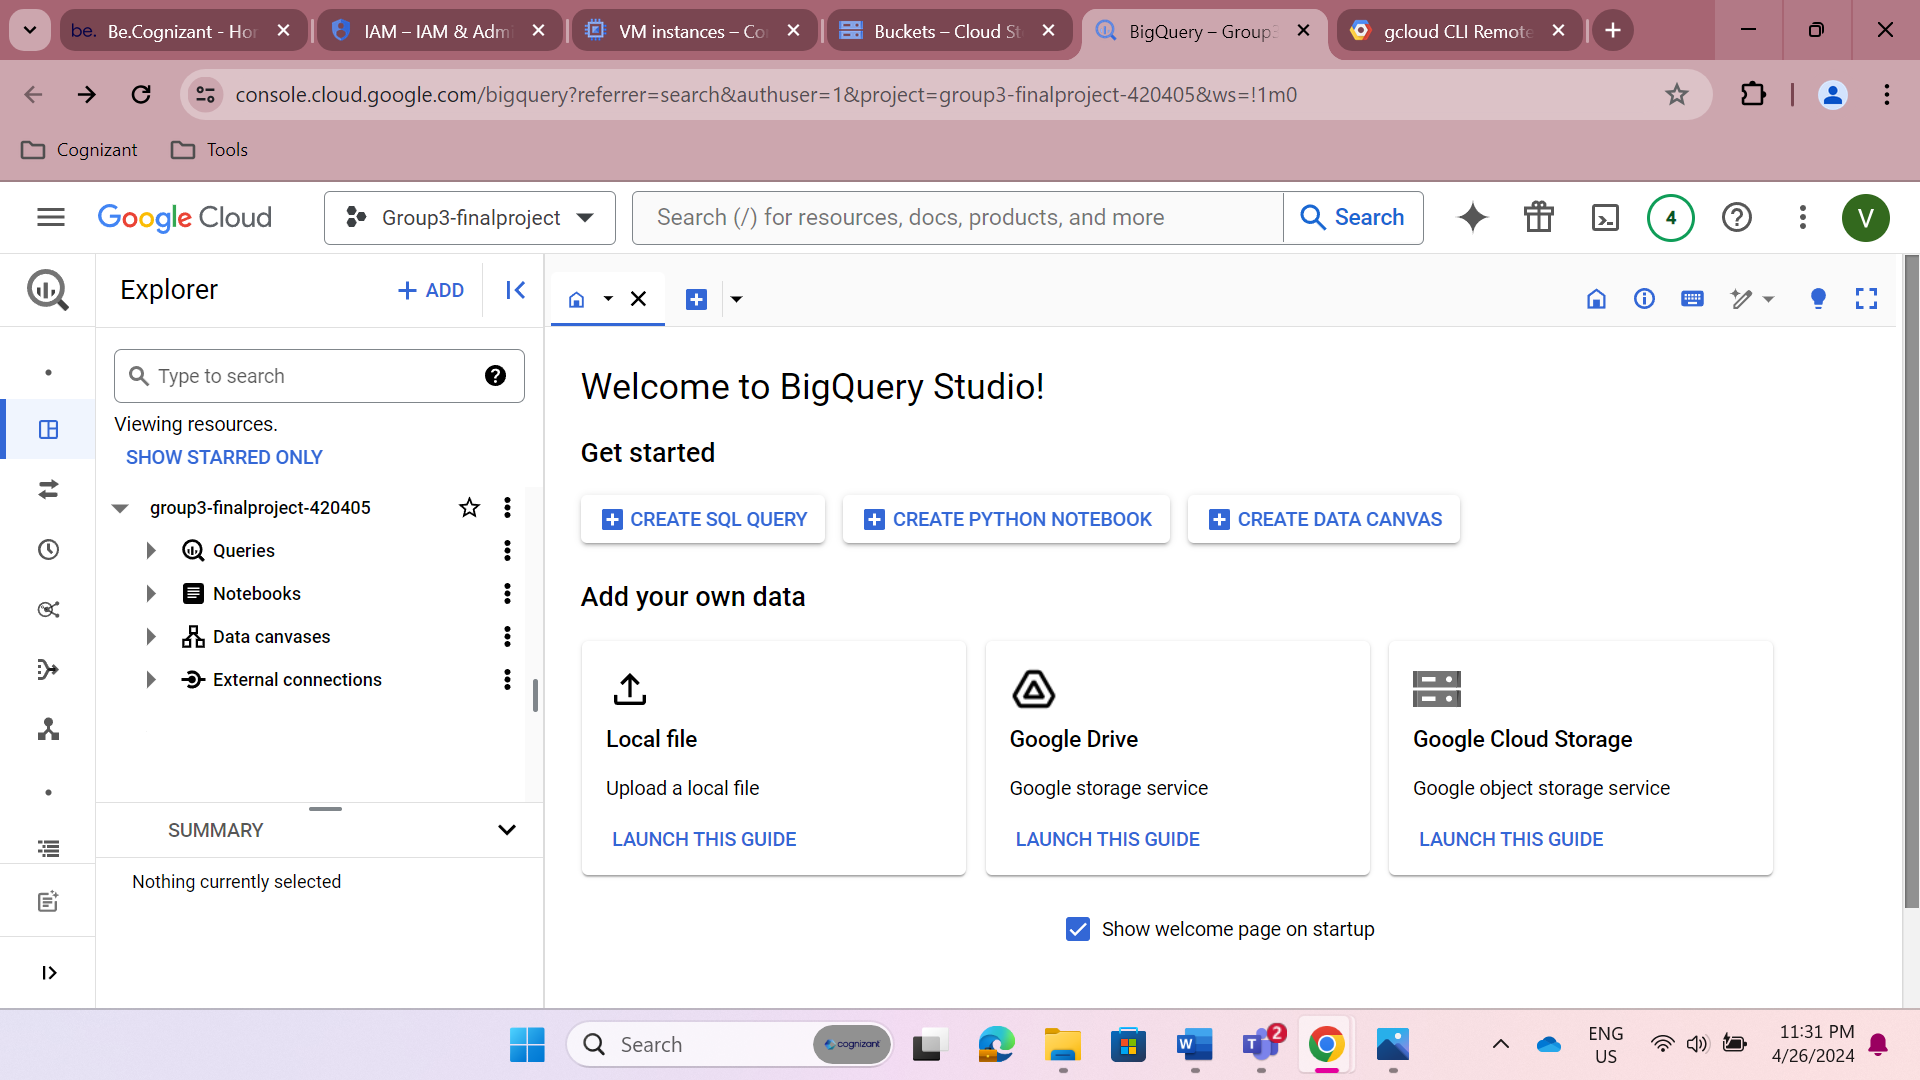 be. Be.Cognizant - Hor
IAM – IAM & Admi
VM instances – Co
Buckets – Cloud St
BigQuery – Group3
gcloud CLI Remote
console.cloud.google.com/bigquery?referrer=search&authuser=1&project=group3-finalproject-420405&ws=!1m0
Cognizant
Tools
Google Cloud
Group3-finalproject
Search (/) for resources, docs, products, and more
Search
4
V
Explorer
+ ADD
Type to search
Viewing resources.
SHOW STARRED ONLY
group3-finalproject-420405
Queries
Notebooks
Data canvases
External connections
SUMMARY
Nothing currently selected
Welcome to BigQuery Studio!
Get started
CREATE SQL QUERY
CREATE PYTHON NOTEBOOK
CREATE DATA CANVAS
Add your own data
Local file
Upload a local file
LAUNCH THIS GUIDE
Google Drive
Google storage service
LAUNCH THIS GUIDE
Google Cloud Storage
Google object storage service
LAUNCH THIS GUIDE
Show welcome page on startup
Search
cognizant
2
ENG
US
11:31 PM
4/26/2024